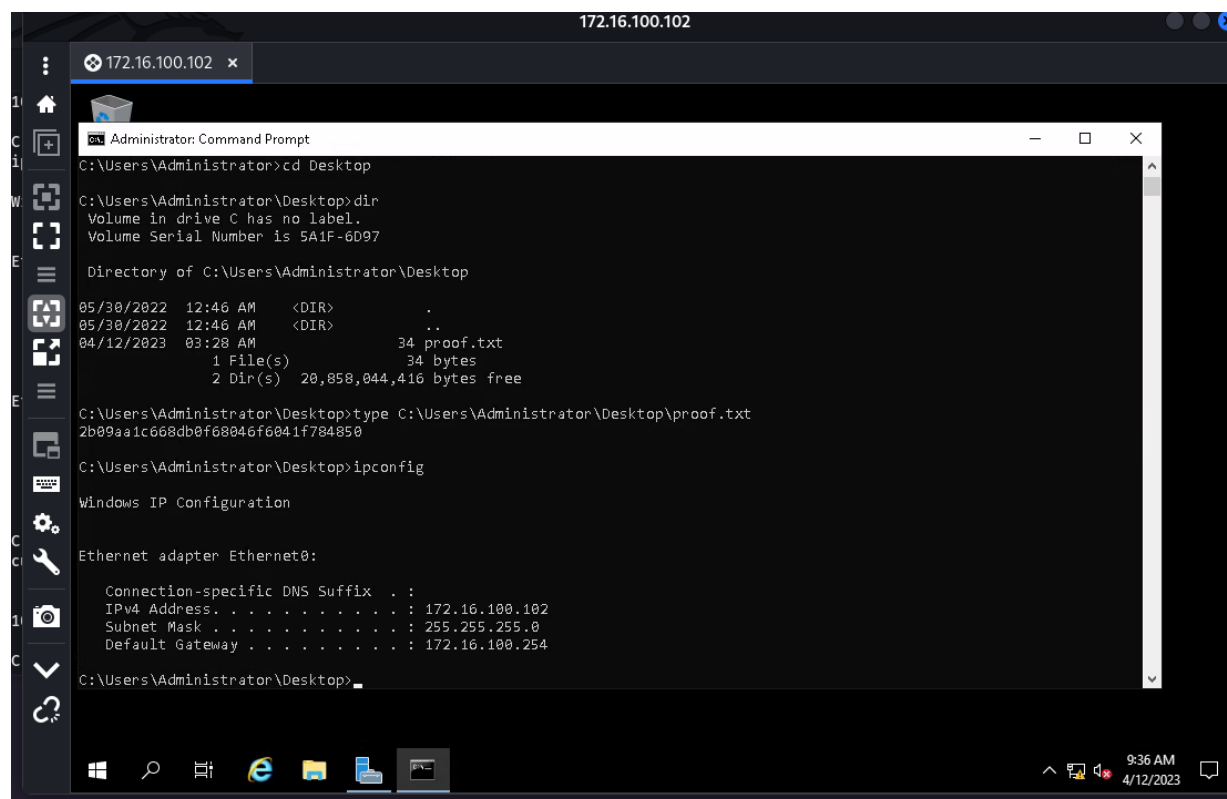 172.16.100.102
172.16.100.102 ×
Administrator: Command Prompt
C:\Users\Administrator>cd Desktop
C:\Users\Administrator\Desktop>dir
Volume in drive C has no label.
Volume Serial Number is 5A1F-6D97
Directory of C:\Users\Administrator\Desktop
05/30/2022 12:46 AM <DIR> .
05/30/2022 12:46 AM <DIR> ..
04/12/2023 03:28 AM 34 proof.txt
1 File(s) 34 bytes
2 Dir(s) 20,858,044,416 bytes free
C:\Users\Administrator\Desktop>type C:\Users\Administrator\Desktop\proof.txt
2b09aa1c668db0f68046f6041f784850
C:\Users\Administrator\Desktop>ipconfig
Windows IP Configuration
Ethernet adapter Ethernet0:
Connection-specific DNS Suffix . :
IPv4 Address. . . . . . . . . . . : 172.16.100.102
Subnet Mask . . . . . . . . . . . : 255.255.255.0
Default Gateway . . . . . . . . . : 172.16.100.254
C:\Users\Administrator\Desktop>
9:36 AM
4/12/2023